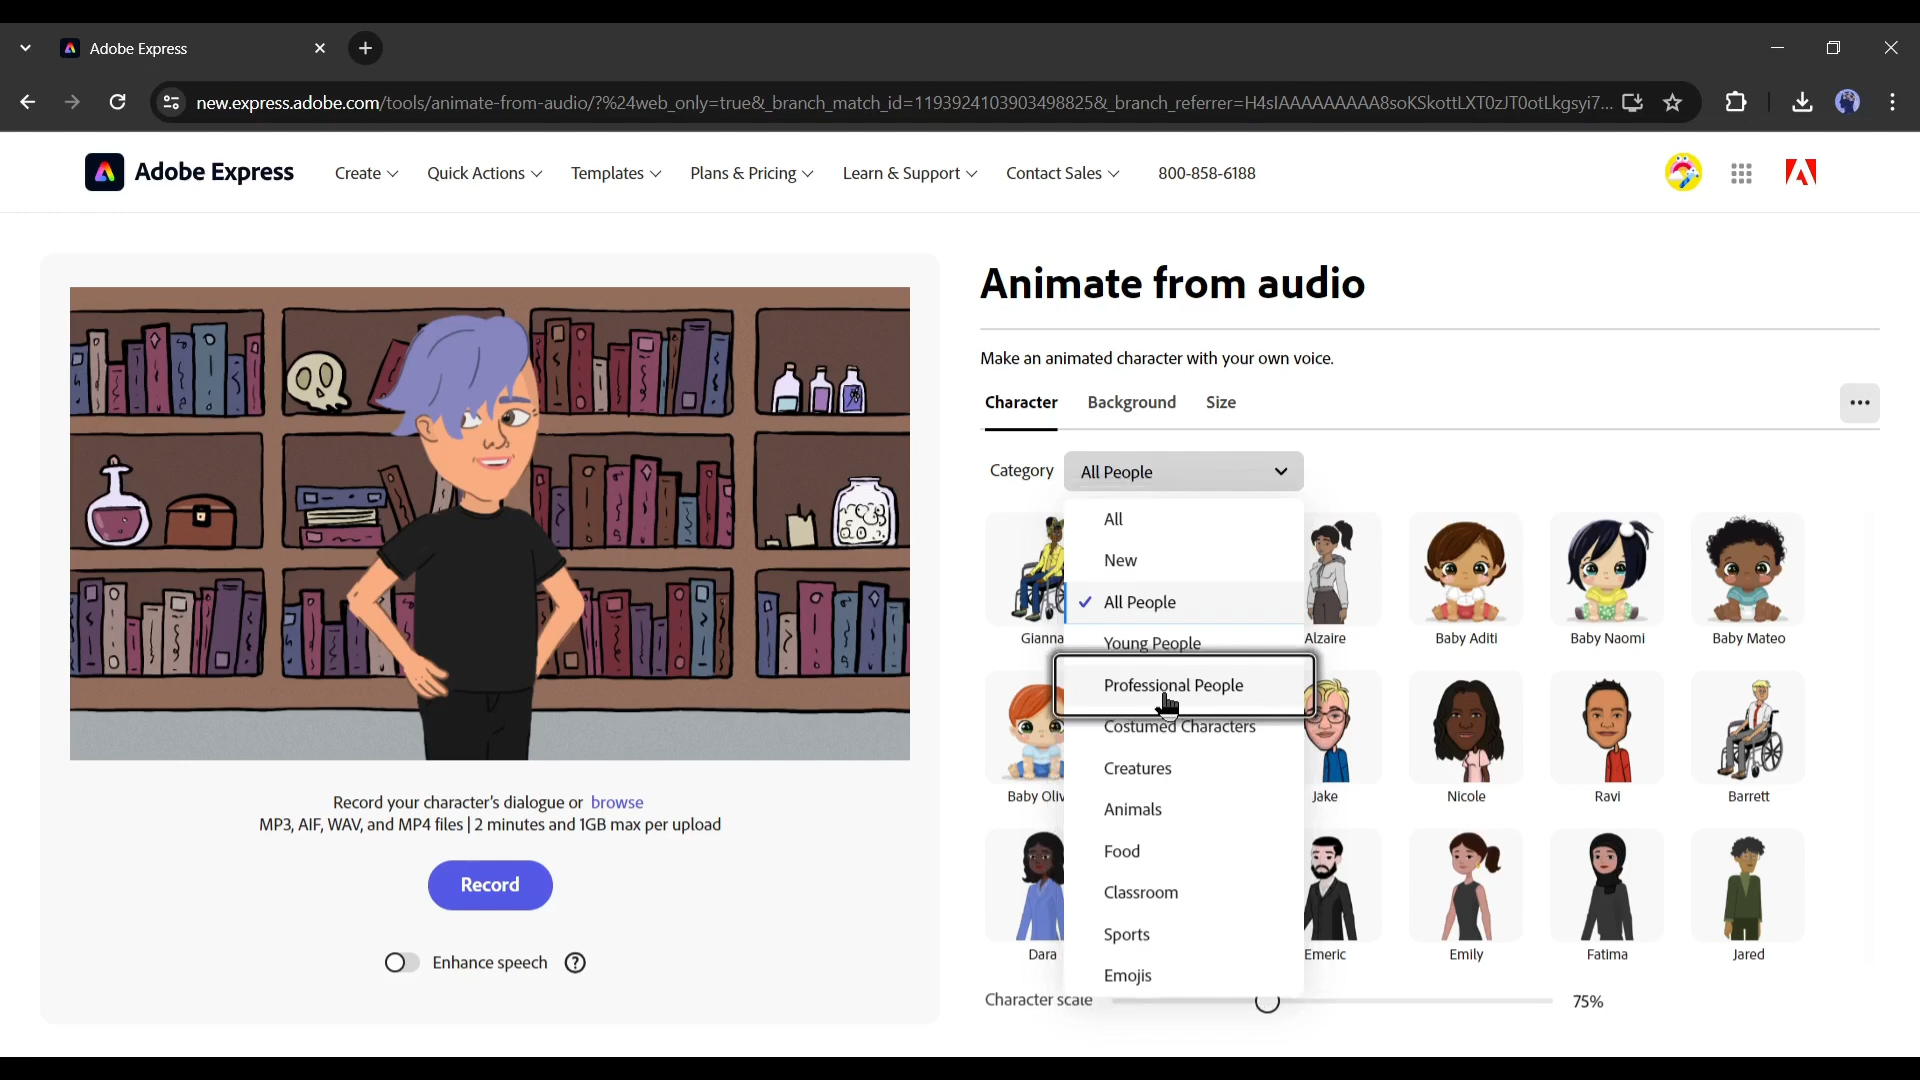 Adobe Express
new.express.adobe.com/tools/animate-from-audio/?%24web_only=true&_branch_match_id=1193924103903498825&_branch_referrer=H4sIAAAAAAAAA8soKSkottLXT0zJT0otLkgsyi7...
Adobe Express
Create
Quick Actions
Templates
Plans & Pricing
Learn & Support
Contact Sales
800-858-6188
Animate from audio
Make an animated character with your own voice.
Character
Background
Size
Category
All People
All
New
All People
Young People
Professional People
Costumed Characters
Creatures
Animals
Food
Classroom
Sports
Emojis
Gianna
Alzaire
Baby Aditi
Baby Naomi
Baby Mateo
Baby Oliv
Jake
Nicole
Ravi
Barrett
Dara
Emeric
Emily
Fatima
Jared
Character scale
75%
Record your character's dialogue or browse
MP3, AIF, WAV, and MP4 files | 2 minutes and 1GB max per upload
Record
Enhance speech
?